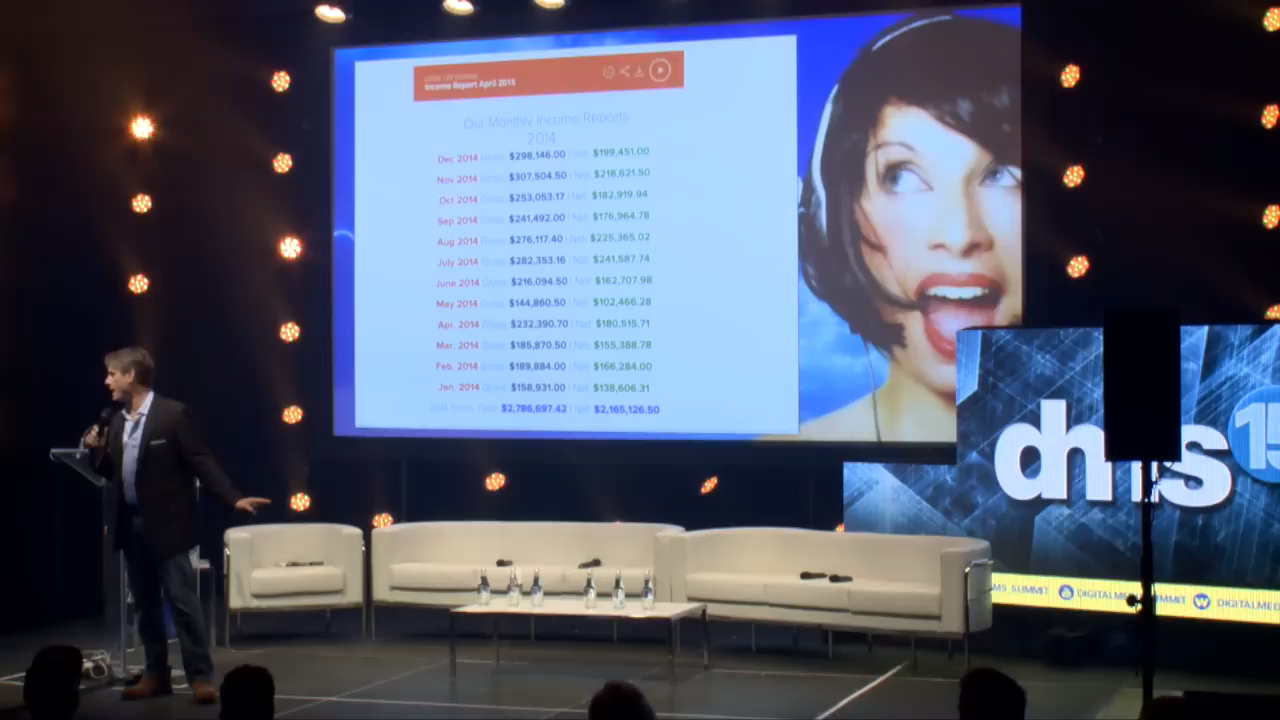 Income Report April 2015
Our Monthly Income Reports
2014
Dec 2014 Gross: $298,146.00 | Net: $199,451.00
Nov 2014 Gross: $307,504.50 | Net: $218,621.50
Oct 2014 Gross: $253,053.17 | Net: $182,919.94
Sep 2014 Gross: $241,492.00 | Net: $176,964.78
Aug 2014 Gross: $276,117.40 | Net: $225,365.02
July 2014 Gross: $282,353.16 | Net: $241,587.74
June 2014 Gross: $216,094.50 | Net: $162,707.98
May 2014 Gross: $144,860.50 | Net: $102,466.28
Apr. 2014 Gross: $232,390.70 | Net: $180,515.71
Mar. 2014 Gross: $185,870.50 | Net: $155,388.78
Feb. 2014 Gross: $189,884.00 | Net: $166,284.00
Jan. 2014 Gross: $158,931.00 | Net: $138,606.31
2014 Gross Total: $2,786,697.42 | Net: $2,165,126.50
dms 15
MS_SUMMIT DIGITALME UMMIT DIGITALMED